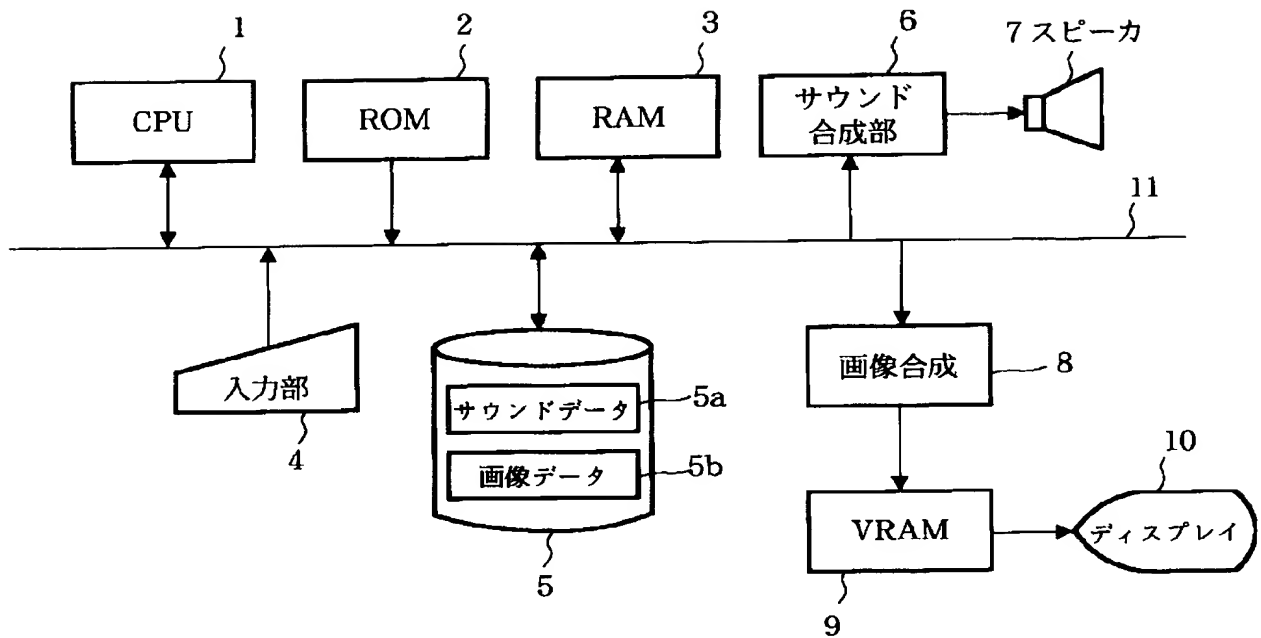 1
2
3
6
7 スピーカ
CPU
ROM
RAM
サウンド
合成部
11
入力部
4
サウンドデータ
5a
画像データ
5b
5
画像合成
8
VRAM
9
10
ディスプレイ